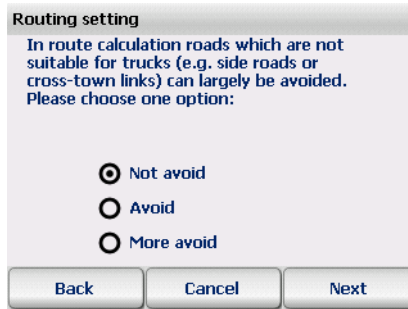 Routing setting
In route calculation roads which are not
suitable for trucks (e.g. side roads or
cross-town links) can largely be avoided.
Please choose one option:
Not avoid
Avoid
More avoid
Back Cancel Next